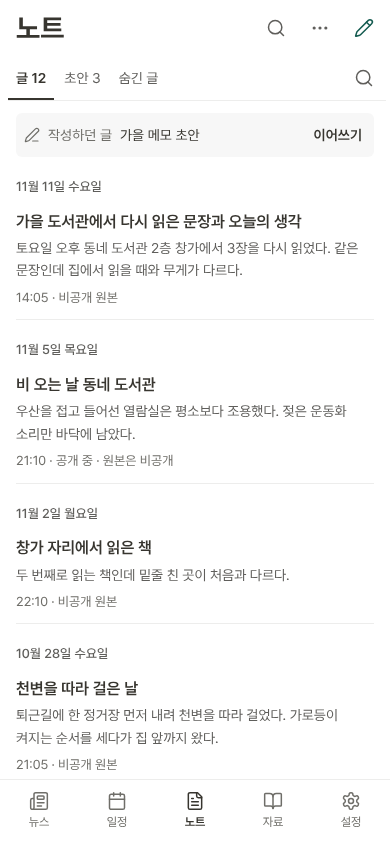 노트
글 12 초안 3 숨긴 글
작성하던 글 가을 메모 초안 이어쓰기
11월 11일 수요일
가을 도서관에서 다시 읽은 문장과 오늘의 생각
토요일 오후 동네 도서관 2층 창가에서 3장을 다시 읽었다. 같은
문장인데 집에서 읽을 때와 무게가 다르다.
14:05 · 비공개 원본
11월 5일 목요일
비 오는 날 동네 도서관
우산을 접고 들어선 열람실은 평소보다 조용했다. 젖은 운동화
소리만 바닥에 남았다.
21:10 · 공개 중 · 원본은 비공개
11월 2일 월요일
창가 자리에서 읽은 책
두 번째로 읽는 책인데 밑줄 친 곳이 처음과 다르다.
22:10 · 비공개 원본
10월 28일 수요일
천변을 따라 걸은 날
퇴근길에 한 정거장 먼저 내려 천변을 따라 걸었다. 가로등이
켜지는 순서를 세다가 집 앞까지 왔다.
21:05 · 비공개 원본
뉴스 일정 노트 자료 설정